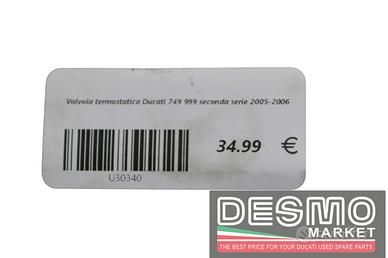 Valvola termostatica Ducati 749 999 seconda serie 2005-2006
34.99 €
U30340
DESMO
MARKET
THE BEST PRICE FOR YOUR DUCATI USED SPARE PARTS